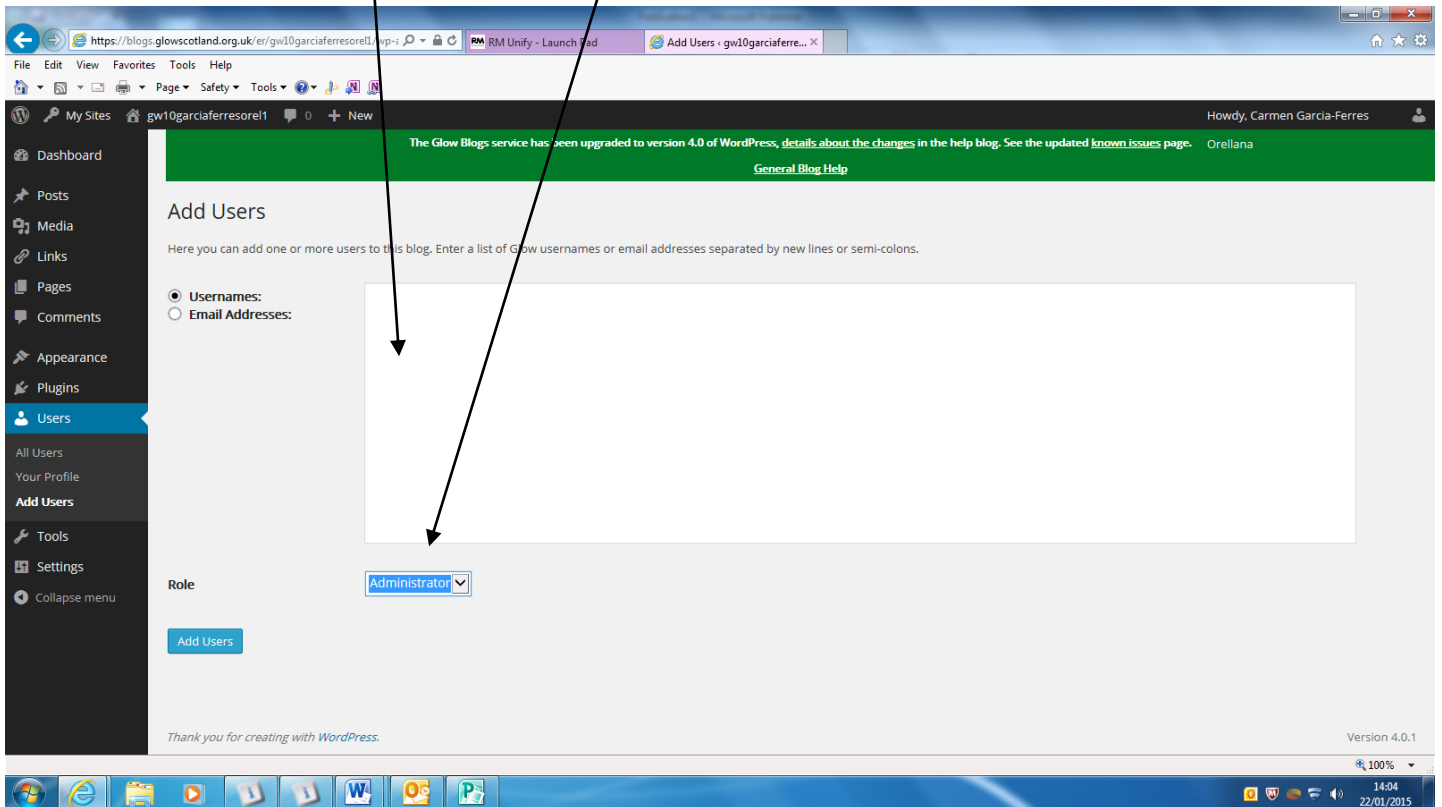 https://blogs.glowscotland.org.uk/er/gw10garciaferresorel1/wp-a
RM RM Unify - Launch Pad
Add Users ‹ gw10garciaferre...
File Edit View Favorites Tools Help
Page Safety Tools
My Sites gw10garciaferresorel1 0 + New
Howdy, Carmen Garcia-Ferres
Orellana
The Glow Blogs service has been upgraded to version 4.0 of WordPress, details about the changes in the help blog. See the updated known issues page.
General Blog Help
Dashboard
Posts
Media
Links
Pages
Comments
Appearance
Plugins
Users
All Users
Your Profile
Add Users
Tools
Settings
Collapse menu
Add Users
Here you can add one or more users to this blog. Enter a list of Glow usernames or email addresses separated by new lines or semi-colons.
Usernames:
Email Addresses:
Role
Administrator
Add Users
Thank you for creating with WordPress.
Version 4.0.1
100%
14:04
22/01/2015